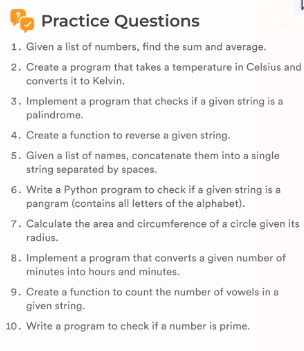 Practice Questions
1. Given a list of numbers, find the sum and average.
2. Create a program that takes a temperature in Celsius and
converts it to Kelvin.
3. Implement a program that checks if a given string is a
palindrome.
4. Create a function to reverse a given string.
5. Given a list of names, concatenate them into a single
string separated by spaces.
6. Write a Python program to check if a given string is a
pangram (contains all letters of the alphabet).
7. Calculate the area and circumference of a circle given its
radius.
8. Implement a program that converts a given number of
minutes into hours and minutes.
9. Create a function to count the number of vowels in a
given string.
10. Write a program to check if a number is prime.